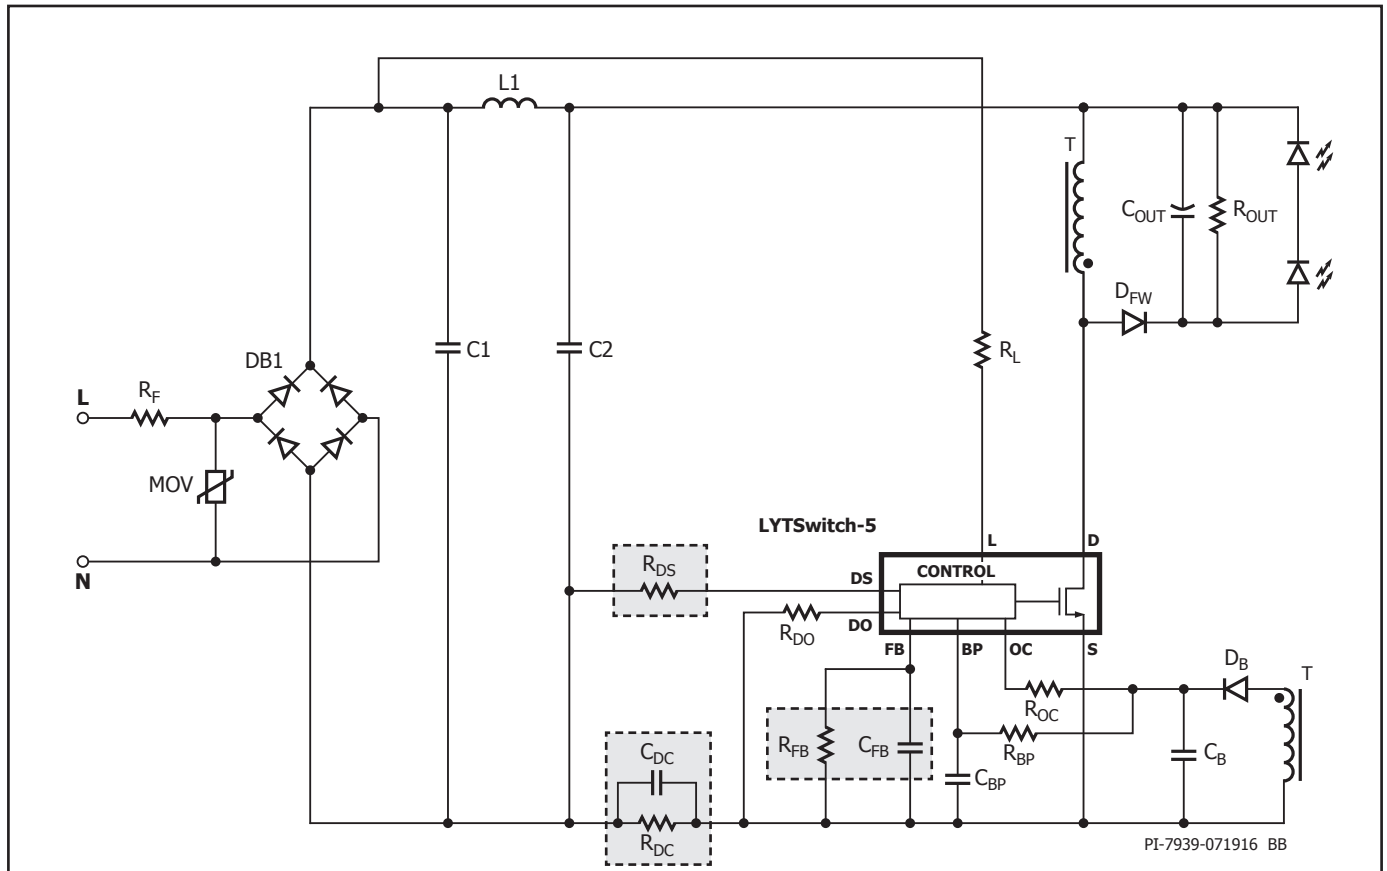 L1
T
C_OUT
R_OUT
D_FW
C1
C2
R_L
DB1
L
R_F
MOV
N
LYTSwitch-5
L
D
CONTROL
R_DS
DS
DO
R_DO
FB
BP
OC
S
D_B
T
R_OC
R_FB
C_FB
R_BP
C_B
C_DC
C_BP
R_DC
PI-7939-071916 BB